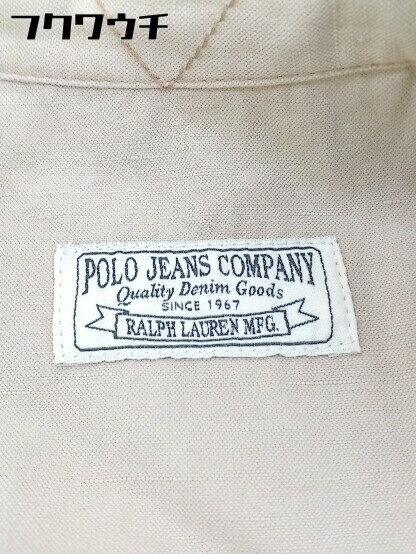 フクワウチ
POLO JEANS COMPANY
Quality Denim Goods
SINCE 1967
RALPH LAUREN MFG.